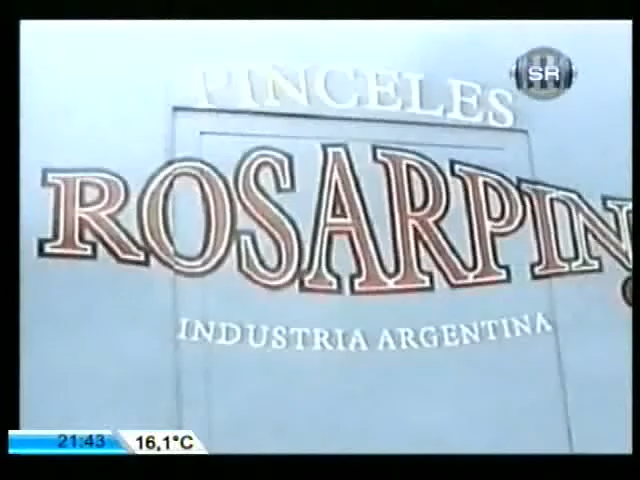 SR
PINCELES
ROSARPIN
INDUSTRIA ARGENTINA
21:43 16,1°C